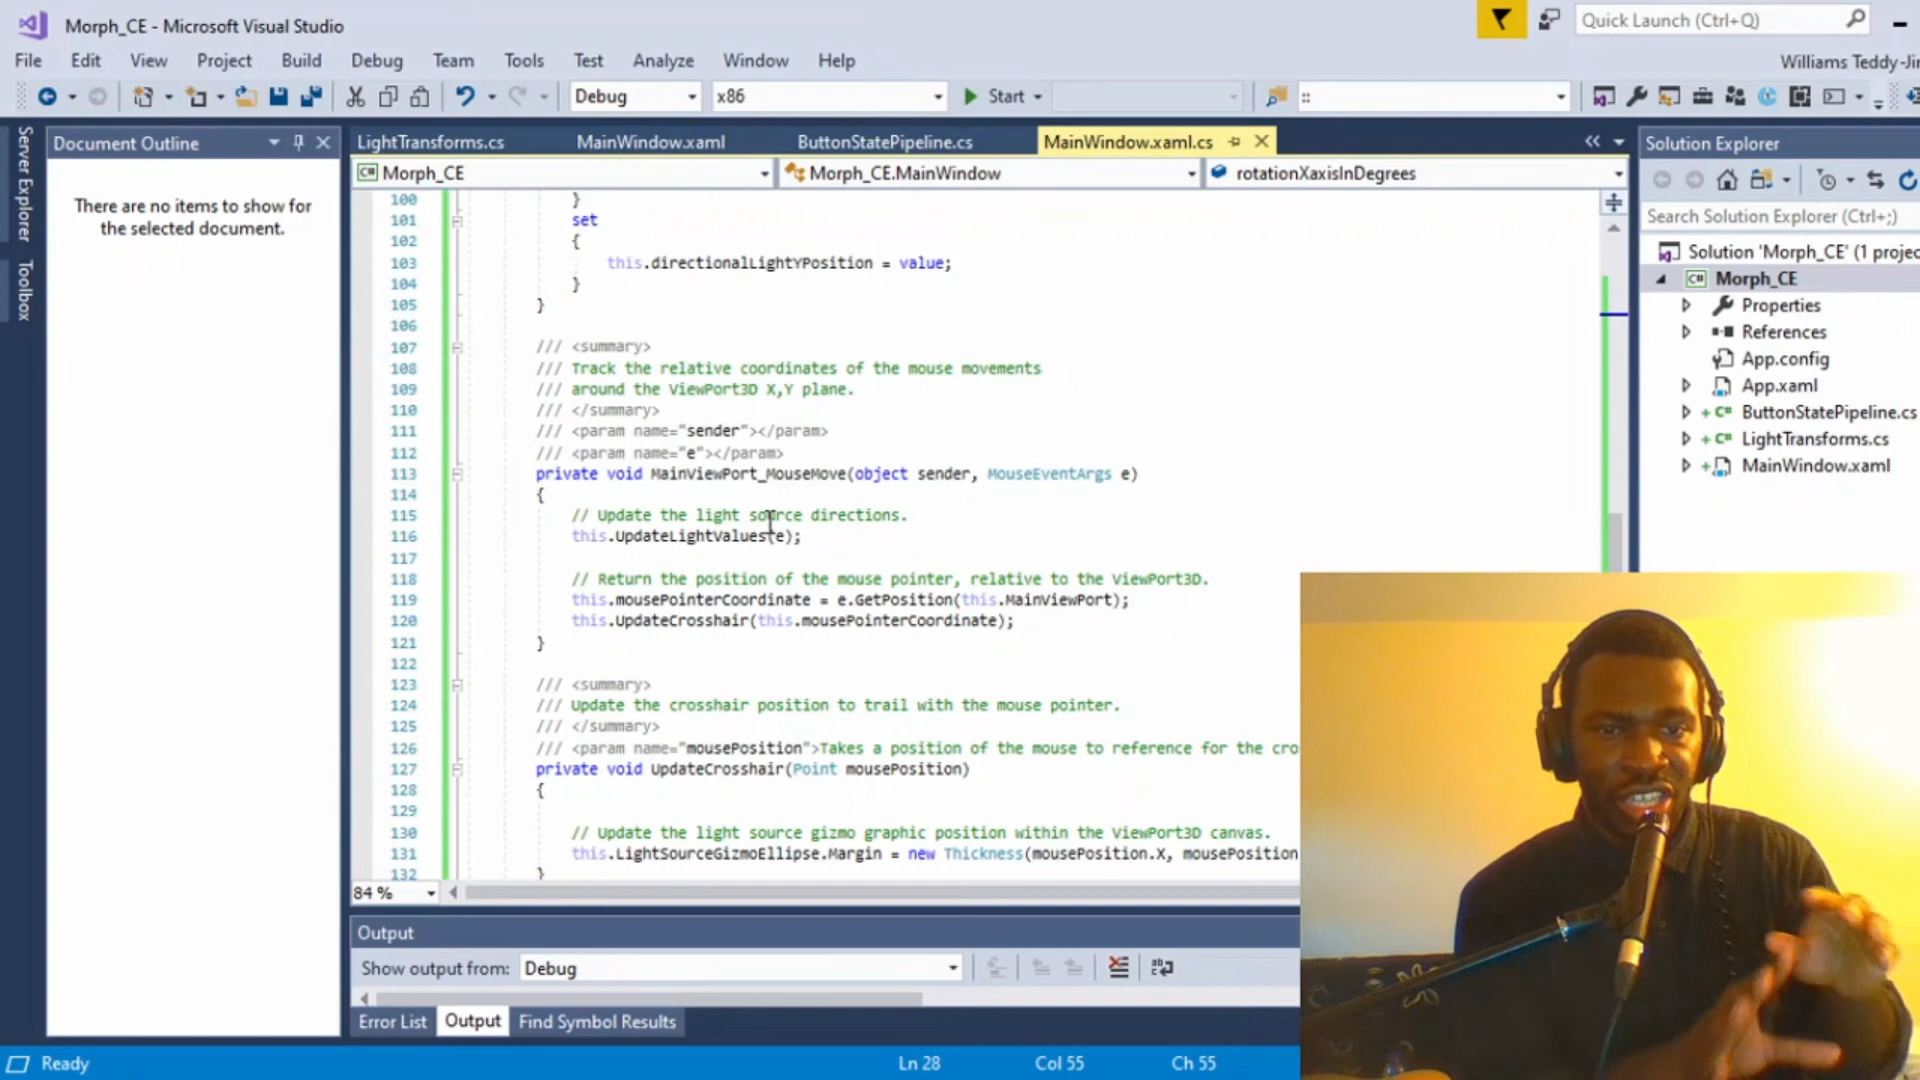 Morph_CE - Microsoft Visual Studio
Quick Launch (Ctrl+Q)
File Edit View Project Build Debug Team Tools Test Analyze Window Help
Williams Teddy-Jir
Debug x86 Start ::
Server Explorer
Toolbox
Document Outline
There are no items to show for
the selected document.
LightTransforms.cs MainWindow.xaml ButtonStatePipeline.cs MainWindow.xaml.cs
Morph_CE Morph_CE.MainWindow rotationXaxisInDegrees
100 }
101 set
102 {
103 this.directionalLightYPosition = value;
104 }
105 }
106
107 /// <summary>
108 /// Track the relative coordinates of the mouse movements
109 /// around the ViewPort3D X,Y plane.
110 /// </summary>
111 /// <param name="sender"></param>
112 /// <param name="e"></param>
113 private void MainViewPort_MouseMove(object sender, MouseEventArgs e)
114 {
115 // Update the light source directions.
116 this.UpdateLightValues(e);
117
118 // Return the position of the mouse pointer, relative to the ViewPort3D.
119 this.mousePointerCoordinate = e.GetPosition(this.MainViewPort);
120 this.UpdateCrosshair(this.mousePointerCoordinate);
121 }
122
123 /// <summary>
124 /// Update the crosshair position to trail with the mouse pointer.
125 /// </summary>
126 /// <param name="mousePosition">Takes a position of the mouse to reference for the cro
127 private void UpdateCrosshair(Point mousePosition)
128 {
129
130 // Update the light source gizmo graphic position within the ViewPort3D canvas.
131 this.LightSourceGizmoEllipse.Margin = new Thickness(mousePosition.X, mousePosition
132 }
84 %
Output
Show output from: Debug
Error List Output Find Symbol Results
Ready Ln 28 Col 55 Ch 55
Solution Explorer
Search Solution Explorer (Ctrl+;)
Solution 'Morph_CE' (1 projec
C# Morph_CE
Properties
References
App.config
App.xaml
+ C# ButtonStatePipeline.cs
+ C# LightTransforms.cs
+ MainWindow.xaml